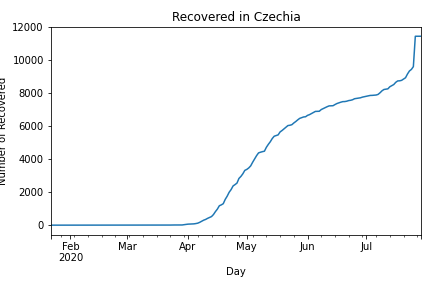 Recovered in Czechia
12000
10000
8000
6000
4000
2000
0
Number of Recovered
Feb
2020
Mar
Apr
May
Jun
Jul
Day